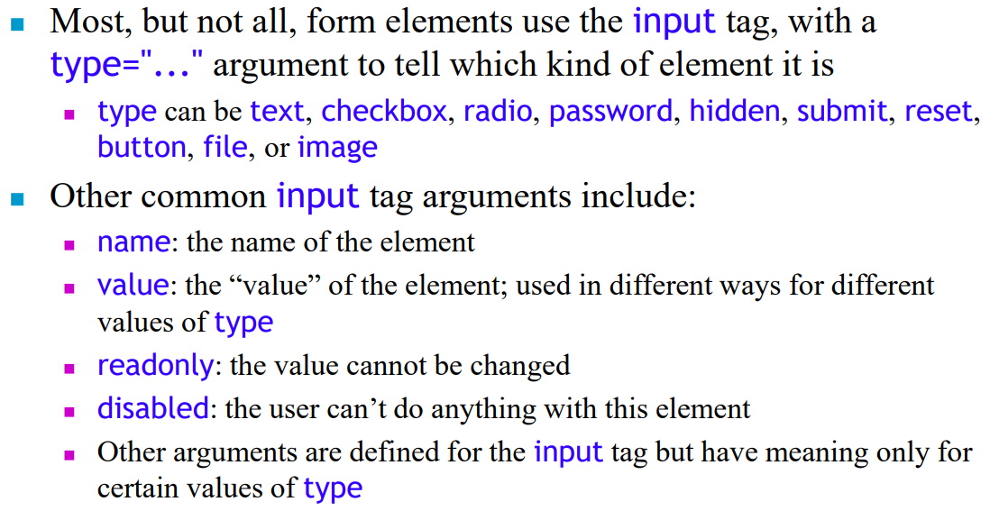 Most, but not all, form elements use the input tag, with a
type="..." argument to tell which kind of element it is
type can be text, checkbox, radio, password, hidden, submit, reset,
button, file, or image
Other common input tag arguments include:
name: the name of the element
value: the “value” of the element; used in different ways for different
values of type
readonly: the value cannot be changed
disabled: the user can’t do anything with this element
Other arguments are defined for the input tag but have meaning only for
certain values of type